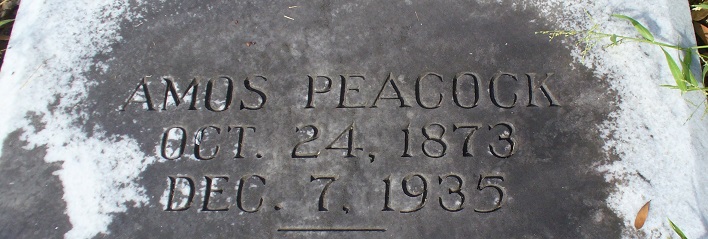 AMOS PEACOCK
OCT. 24, 1873
DEC. 7, 1935